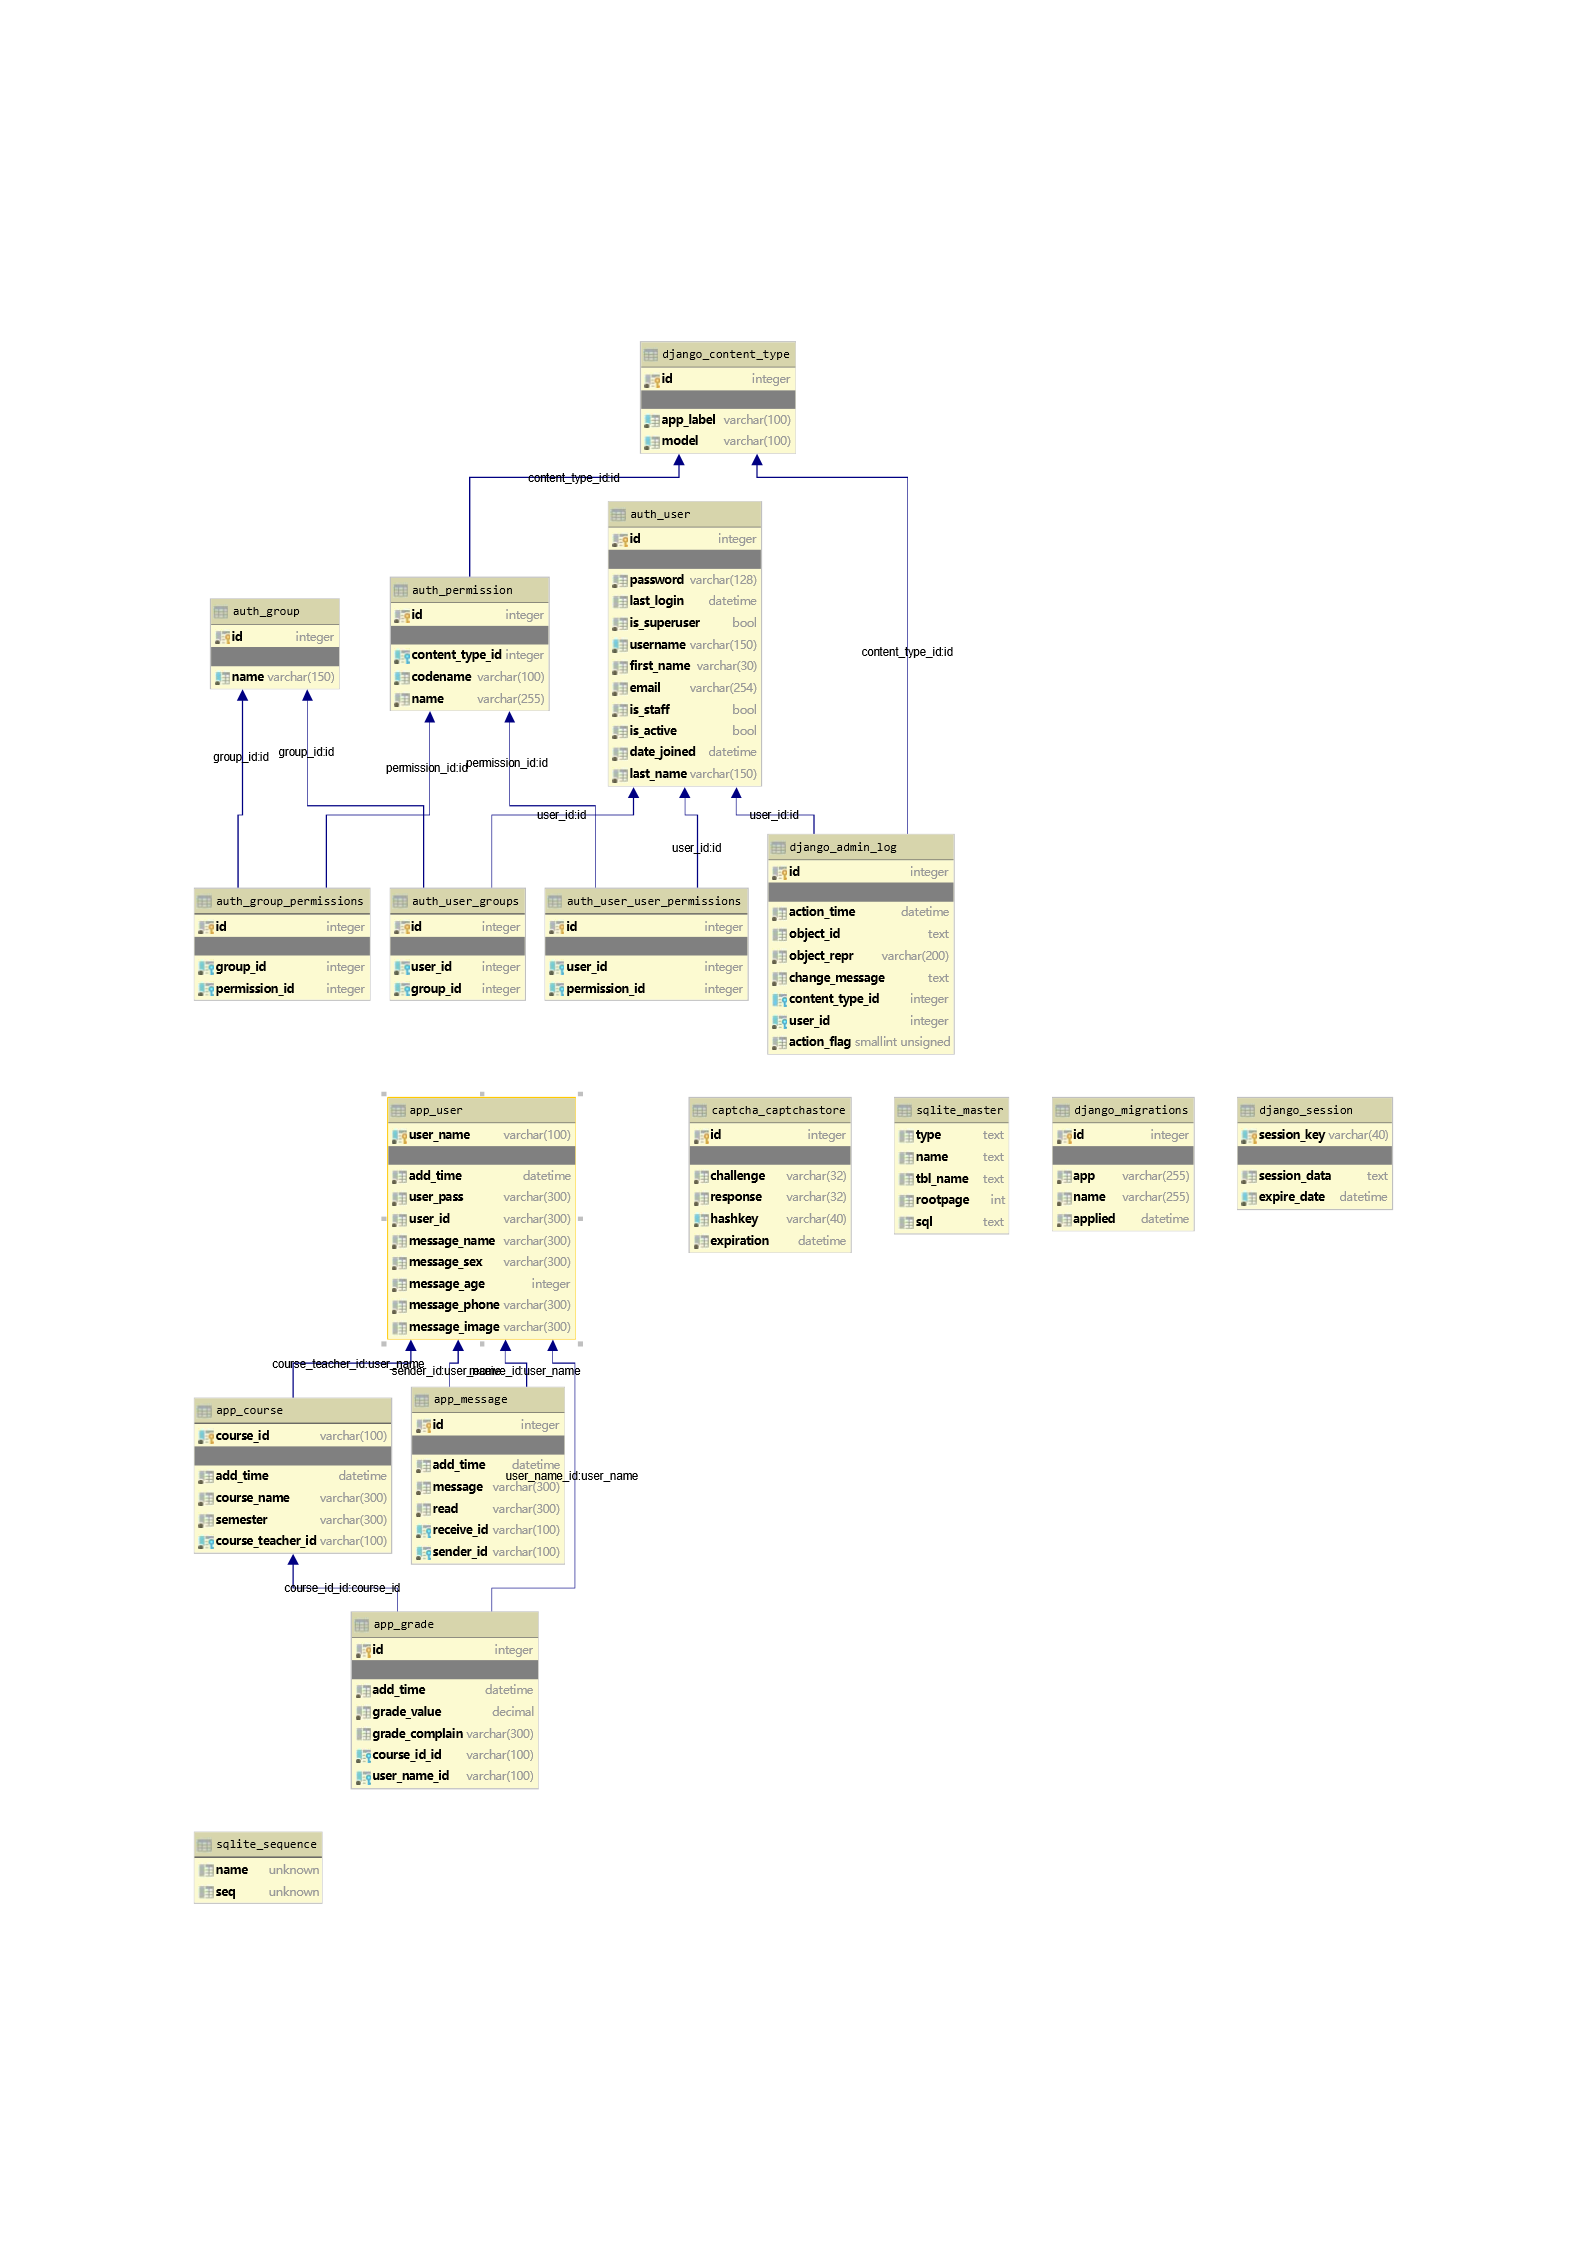 django_content_type
id integer
app_label varchar(100)
model varchar(100)
content_type_id:id
auth_user
id integer
password varchar(128)
last_login datetime
is_superuser bool
username varchar(150)
first_name varchar(30)
email varchar(254)
is_staff bool
is_active bool
date_joined datetime
last_name varchar(150)
auth_permission
id integer
content_type_id integer
codename varchar(100)
name varchar(255)
auth_group
id integer
name varchar(150)
content_type_id:id
group_id:id
group_id:id
permission_id:id
permission_id:id
user_id:id
user_id:id
user_id:id
django_admin_log
id integer
action_time datetime
object_id text
object_repr varchar(200)
change_message text
content_type_id integer
user_id integer
action_flag smallint unsigned
auth_group_permissions
id integer
group_id integer
permission_id integer
auth_user_groups
id integer
user_id integer
group_id integer
auth_user_user_permissions
id integer
user_id integer
permission_id integer
app_user
user_name varchar(100)
add_time datetime
user_pass varchar(300)
user_id varchar(300)
message_name varchar(300)
message_sex varchar(300)
message_age integer
message_phone varchar(300)
message_image varchar(300)
captcha_captchastore
id integer
challenge varchar(32)
response varchar(32)
hashkey varchar(40)
expiration datetime
sqlite_master
type text
name text
tbl_name text
rootpage int
sql text
django_migrations
id integer
app varchar(255)
name varchar(255)
applied datetime
django_session
session_key varchar(40)
session_data text
expire_date datetime
course_teacher_id:user_name
sender_id:user_name
receive_id:user_name
app_course
course_id varchar(100)
add_time datetime
course_name varchar(300)
semester varchar(300)
course_teacher_id varchar(100)
app_message
id integer
add_time datetime
message varchar(300)
read varchar(300)
receive_id varchar(100)
sender_id varchar(100)
user_name_id:user_name
course_id_id:course_id
app_grade
id integer
add_time datetime
grade_value decimal
grade_complain varchar(300)
course_id_id varchar(100)
user_name_id varchar(100)
sqlite_sequence
name unknown
seq unknown